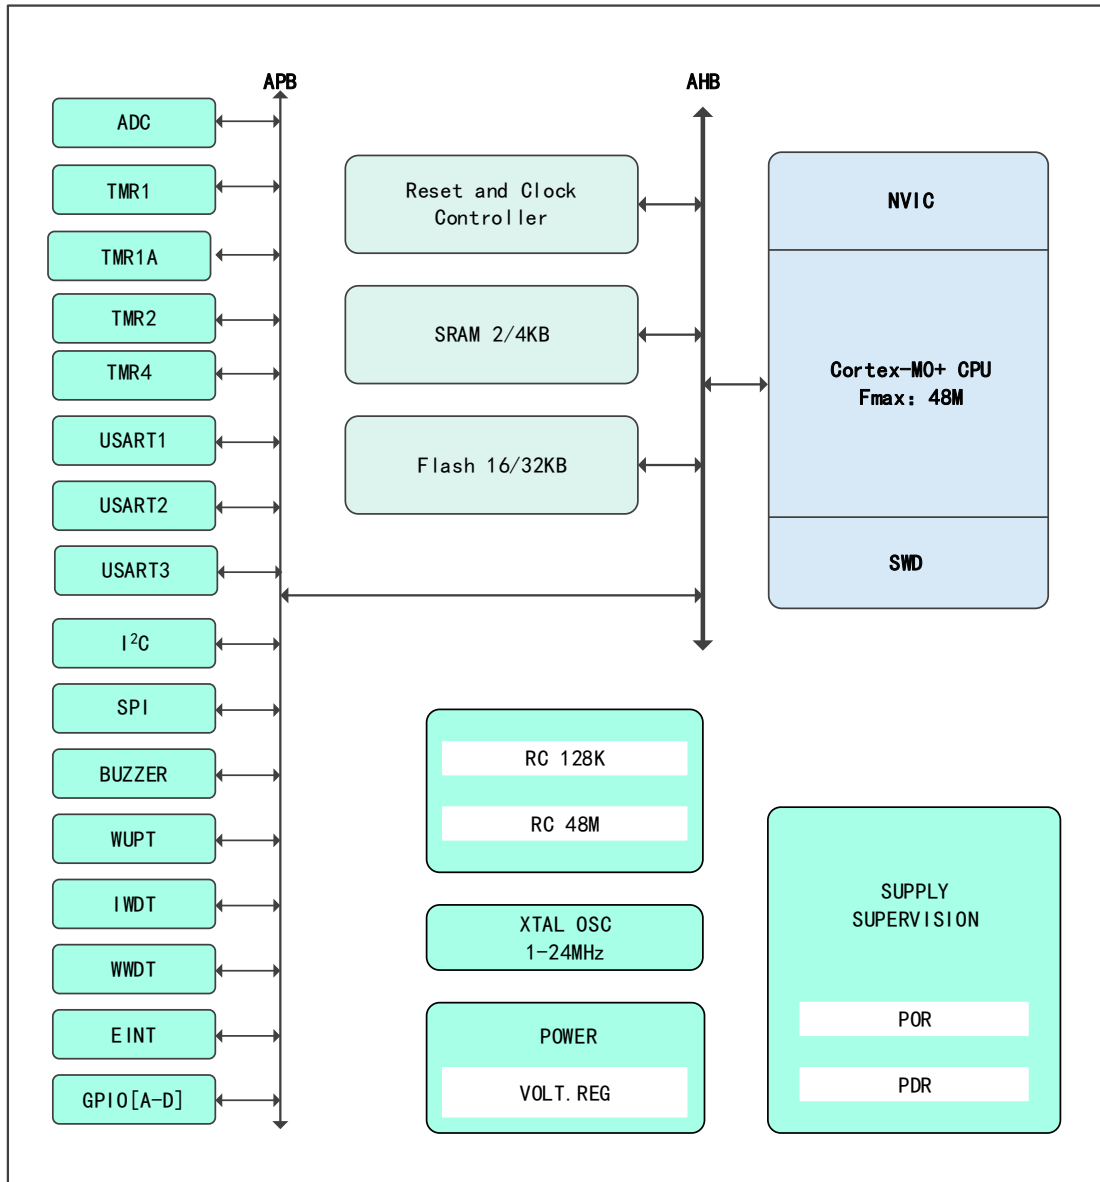 APB
ADC
TMR1
TMR1A
TMR2
TMR4
USART1
USART2
USART3
I²C
SPI
BUZZER
WUPT
IWDT
WWDT
EINT
GPIO[A-D]
AHB
Reset and Clock
Controller
SRAM 2/4KB
Flash 16/32KB
NVIC
Cortex-M0+ CPU
Fmax: 48M
SWD
RC 128K
RC 48M
XTAL OSC
1-24MHz
POWER
VOLT.REG
SUPPLY
SUPERVISION
POR
PDR